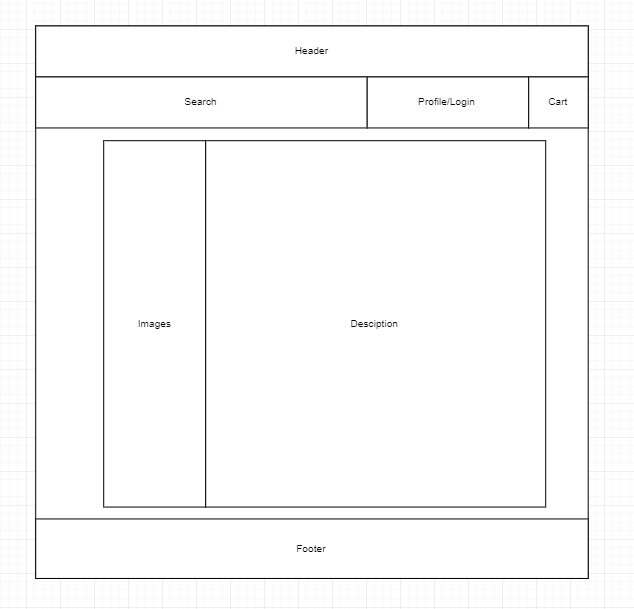 Header
Search
Profile/Login
Cart
Images
Desciption
Footer